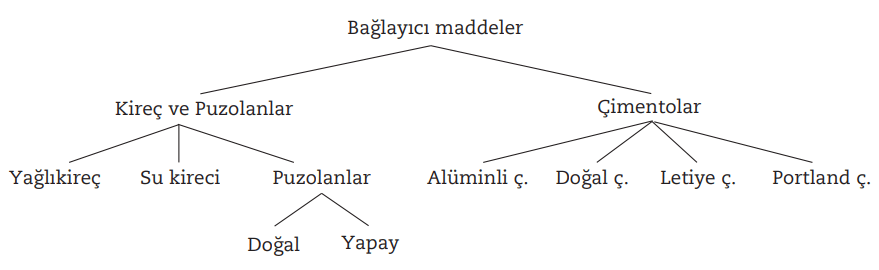 Bağlayıcı maddeler
Kireç ve Puzolanlar
Çimentolar
Yağlıkireç
Su kireci
Puzolanlar
Alüminli ç.
Doğal ç.
Letiye ç.
Portland ç.
Doğal
Yapay